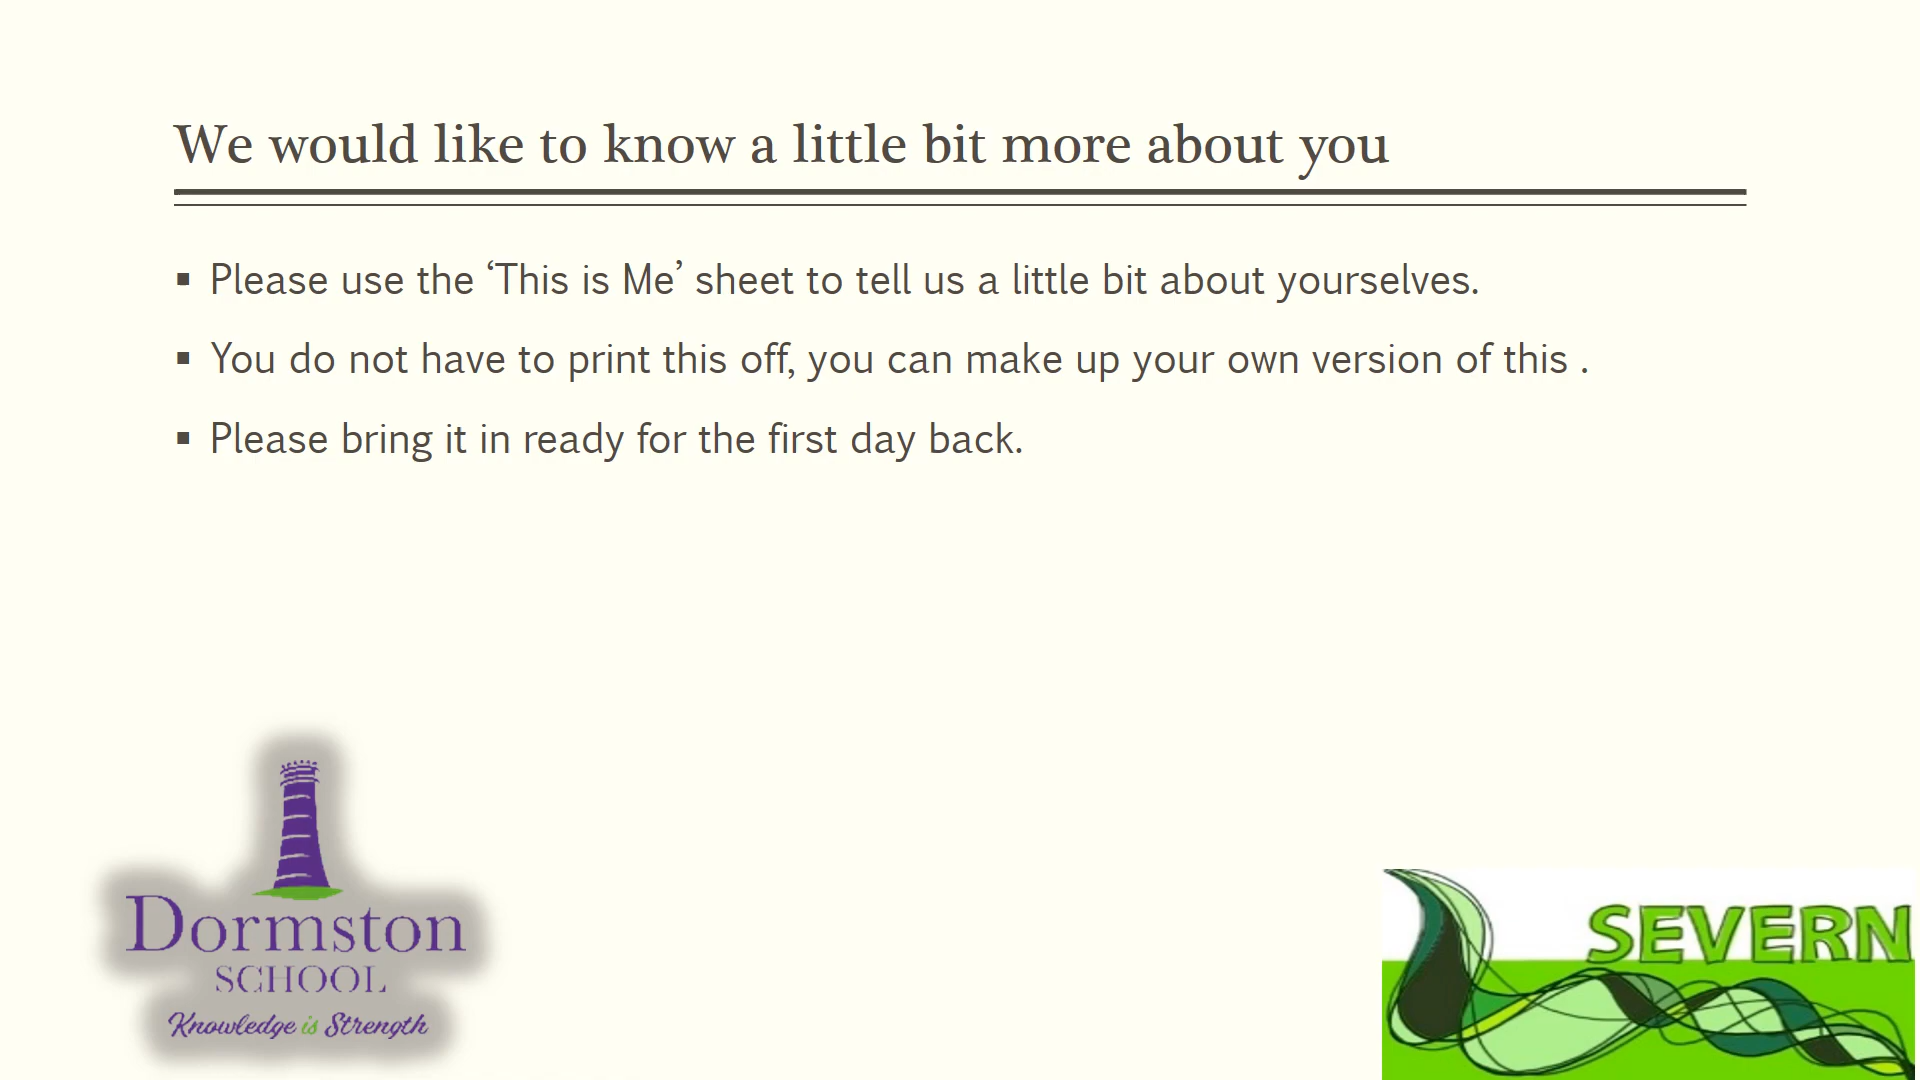 We would like to know a little bit more about you
▪ Please use the ‘This is Me’ sheet to tell us a little bit about yourselves.
▪ You do not have to print this off, you can make up your own version of this .
▪ Please bring it in ready for the first day back.
Dormston
SCHOOL
Knowledge is Strength
SEVERN